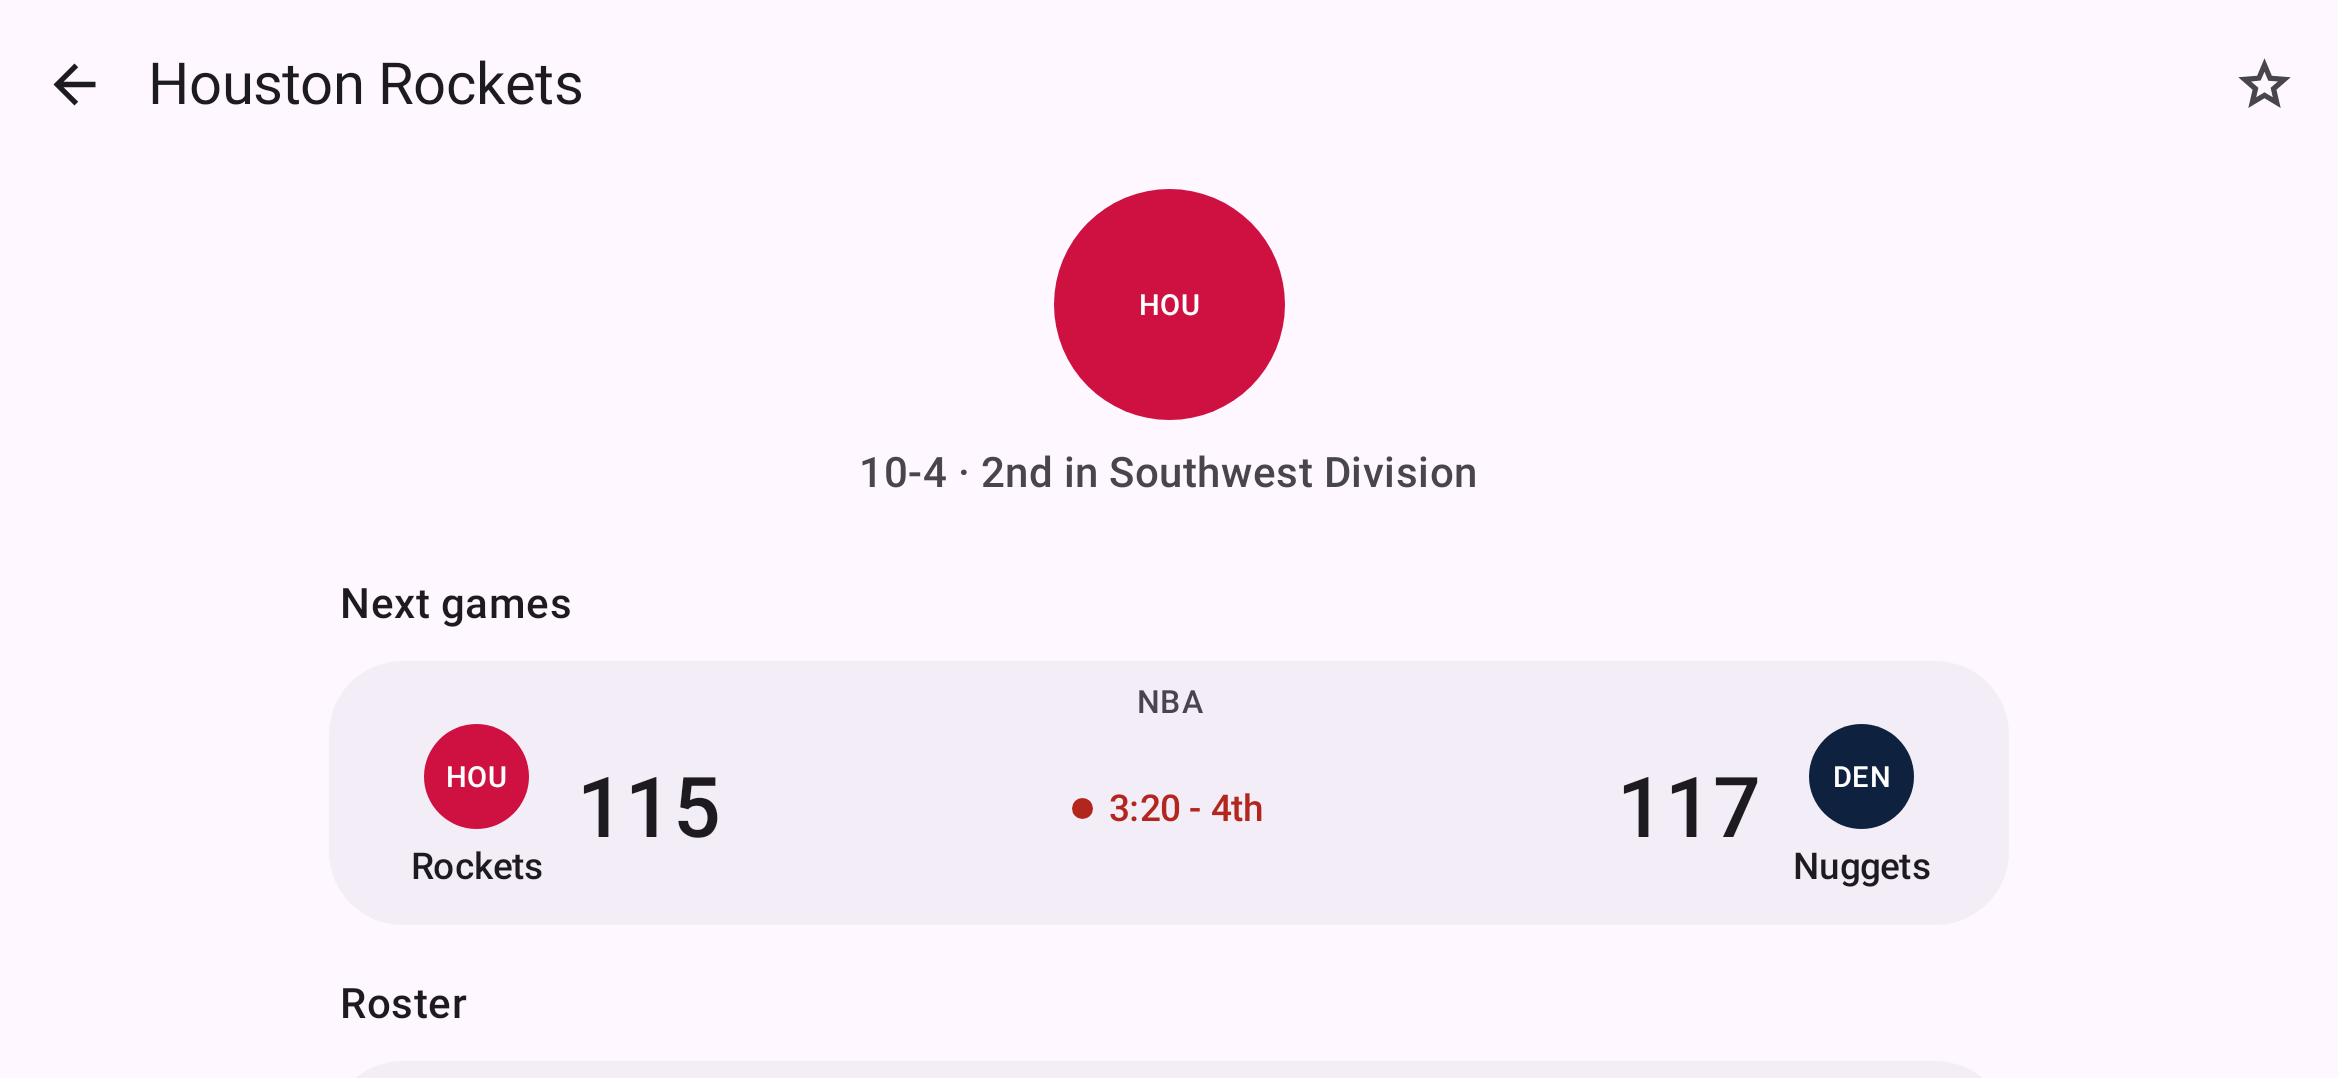 Houston Rockets
HOU
10-4 · 2nd in Southwest Division
Next games
NBA
HOU
Rockets
115
3:20 - 4th
117
DEN
Nuggets
Roster